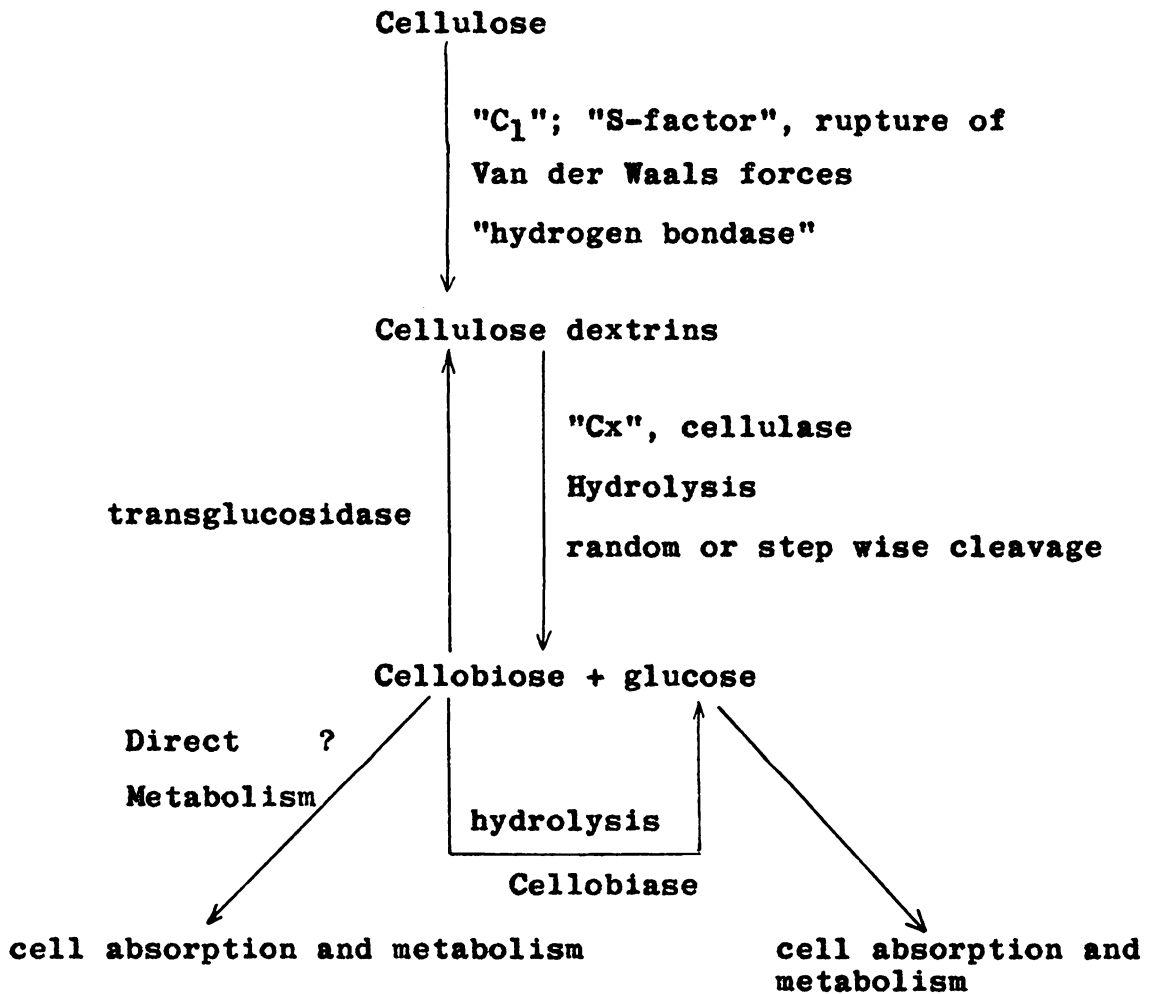 Cellulose
"C1"; "S-factor", rupture of
Van der Waals forces
"hydrogen bondase"
Cellulose dextrins
"Cx", cellulase
Hydrolysis
transglucosidase
random or step wise cleavage
Cellobiose + glucose
Direct ?
Metabolism
hydrolysis
Cellobiase
cell absorption and metabolism
cell absorption and
metabolism